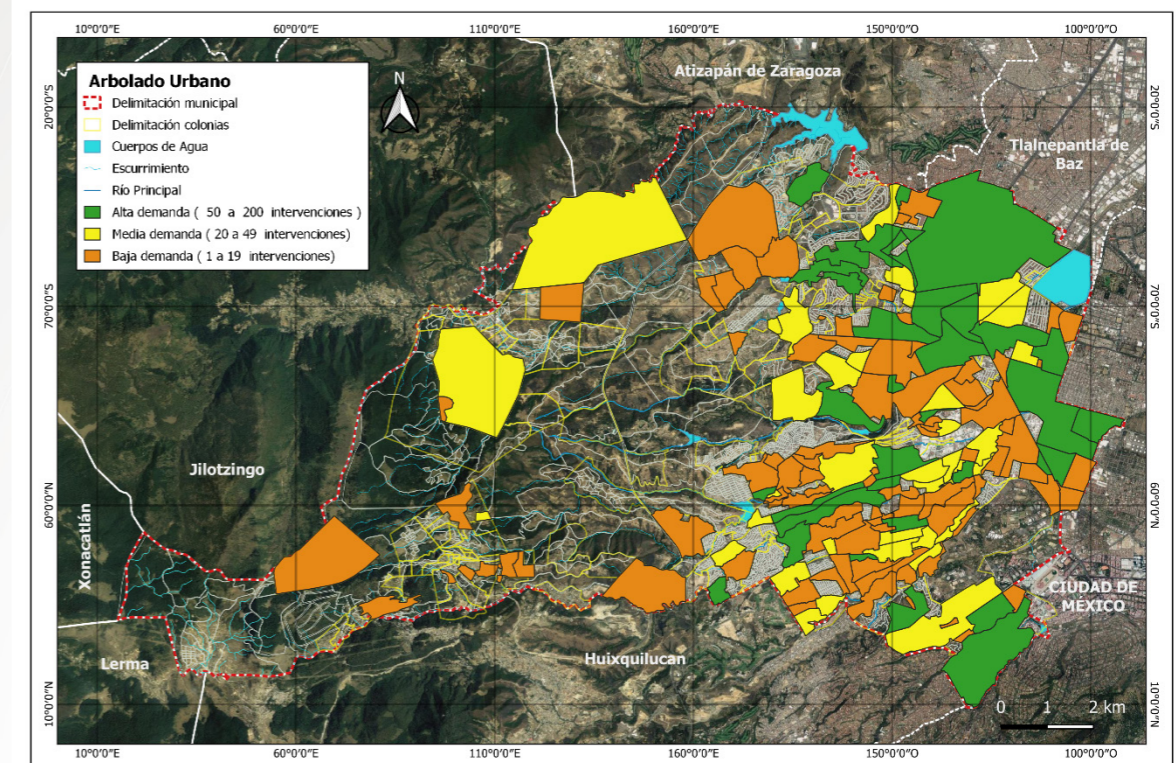 10°0'0"E 60°0'0"E 110°0'0"E 160°0'0"E 150°0'0"O 100°0'0"O
Arbolado Urbano
Delimitación municipal
Delimitación colonias
Cuerpos de Agua
Escurrimiento
Río Principal
Alta demanda ( 50 a 200 intervenciones )
Media demanda ( 20 a 49 intervenciones)
Baja demanda ( 1 a 19 intervenciones)
N
Atizapán de Zaragoza
Tlalnepantla de
Baz
20°0'0"S 20°0'0"S
70°0'0"S 70°0'0"S
Jilotzingo
60°0'0"N 60°0'0"N
Xonacatlán
CIUDAD DE
MÉXICO
Lerma
Huixquilucan
10°0'0"N 10°0'0"N
0 1 2 km
10°0'0"E 60°0'0"E 110°0'0"E 160°0'0"E 150°0'0"O 100°0'0"O